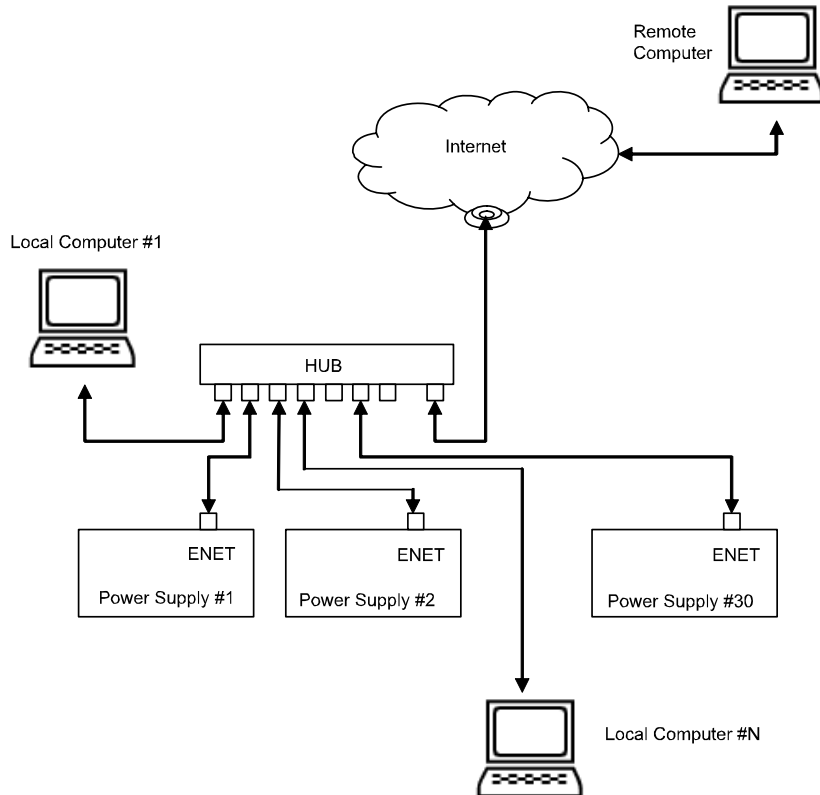 Remote
Computer
Internet
Local Computer #1
HUB
ENET
Power Supply #1
ENET
Power Supply #2
ENET
Power Supply #30
Local Computer #N